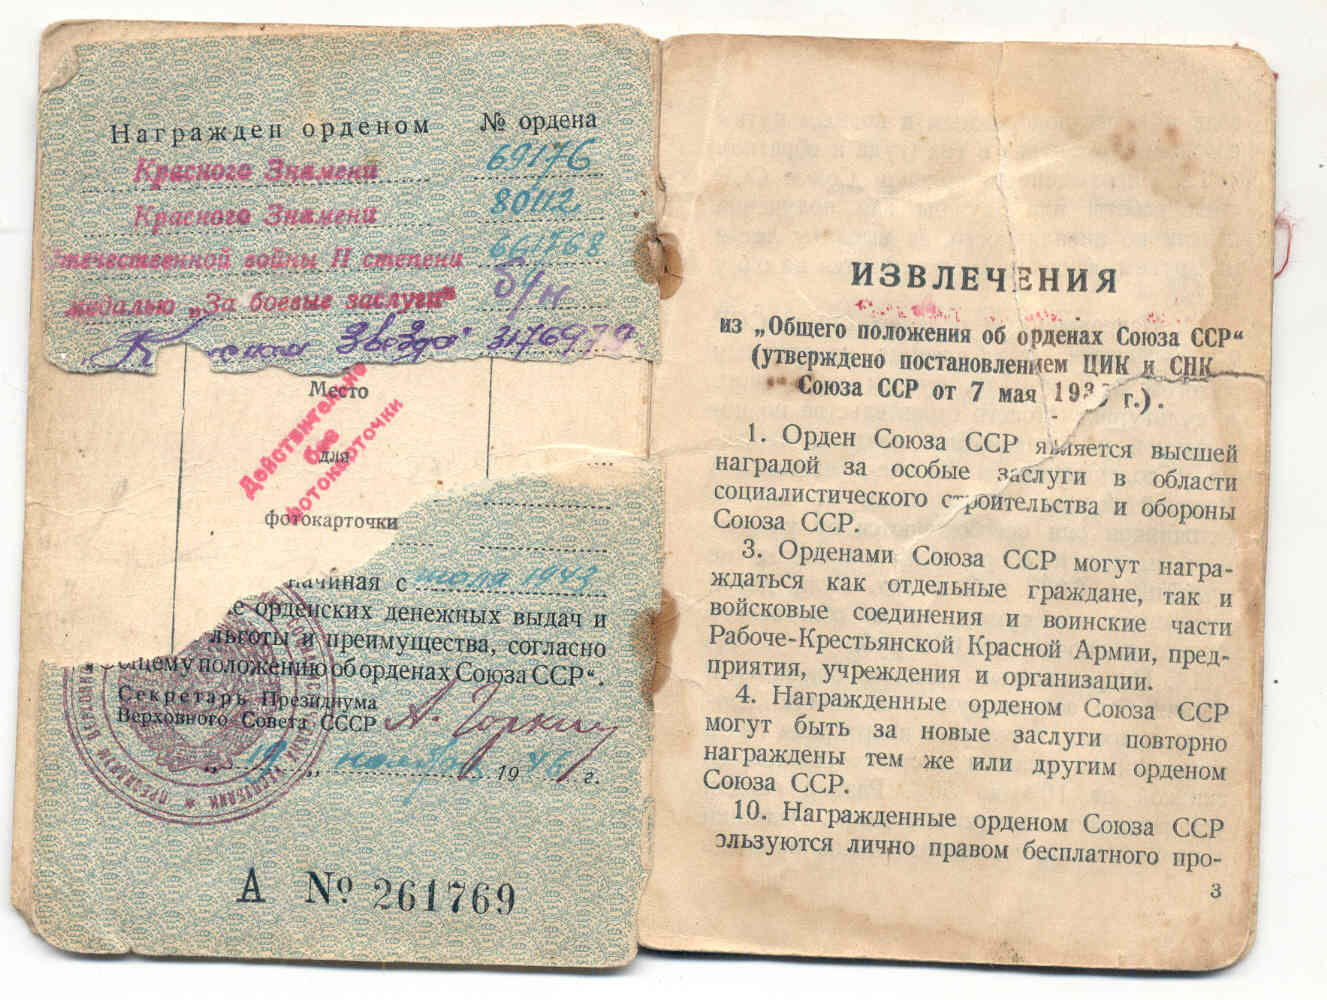 Награжден орденом № ордена
Красного Знамени 69176
Красного Знамени 80112
Отечественной войны II степени 661768
медалью „За боевые заслуги“ б/н
Звезда 3176979
Место
для
фотокарточки
Действительно
без
фотокарточки
начиная с июля 1943
орденских денежных выдач и
льготы и преимущества, согласно
Общему положению об орденах Союза ССР“.
Секретарь Президиума
Верховного Совета СССР А. Горкин
„19„ ноября 1946 г.
А № 261769
ИЗВЛЕЧЕНИЯ
из „Общего положения об орденах Союза ССР“
(утверждено постановлением ЦИК и СНК
Союза ССР от 7 мая 193 г.).
1. Орден Союза ССР является высшей
наградой за особые заслуги в области
социалистического строительства и обороны
Союза ССР.
3. Орденами Союза ССР могут награ-
ждаться как отдельные граждане, так и
войсковые соединения и воинские части
Рабоче-Крестьянской Красной Армии, пред-
приятия, учреждения и организации.
4. Награжденные орденом Союза ССР
могут быть за новые заслуги повторно
награждены тем же или другим орденом
Союза ССР.
10. Награжденные орденом Союза ССР
ользуются лично правом бесплатного про-
3